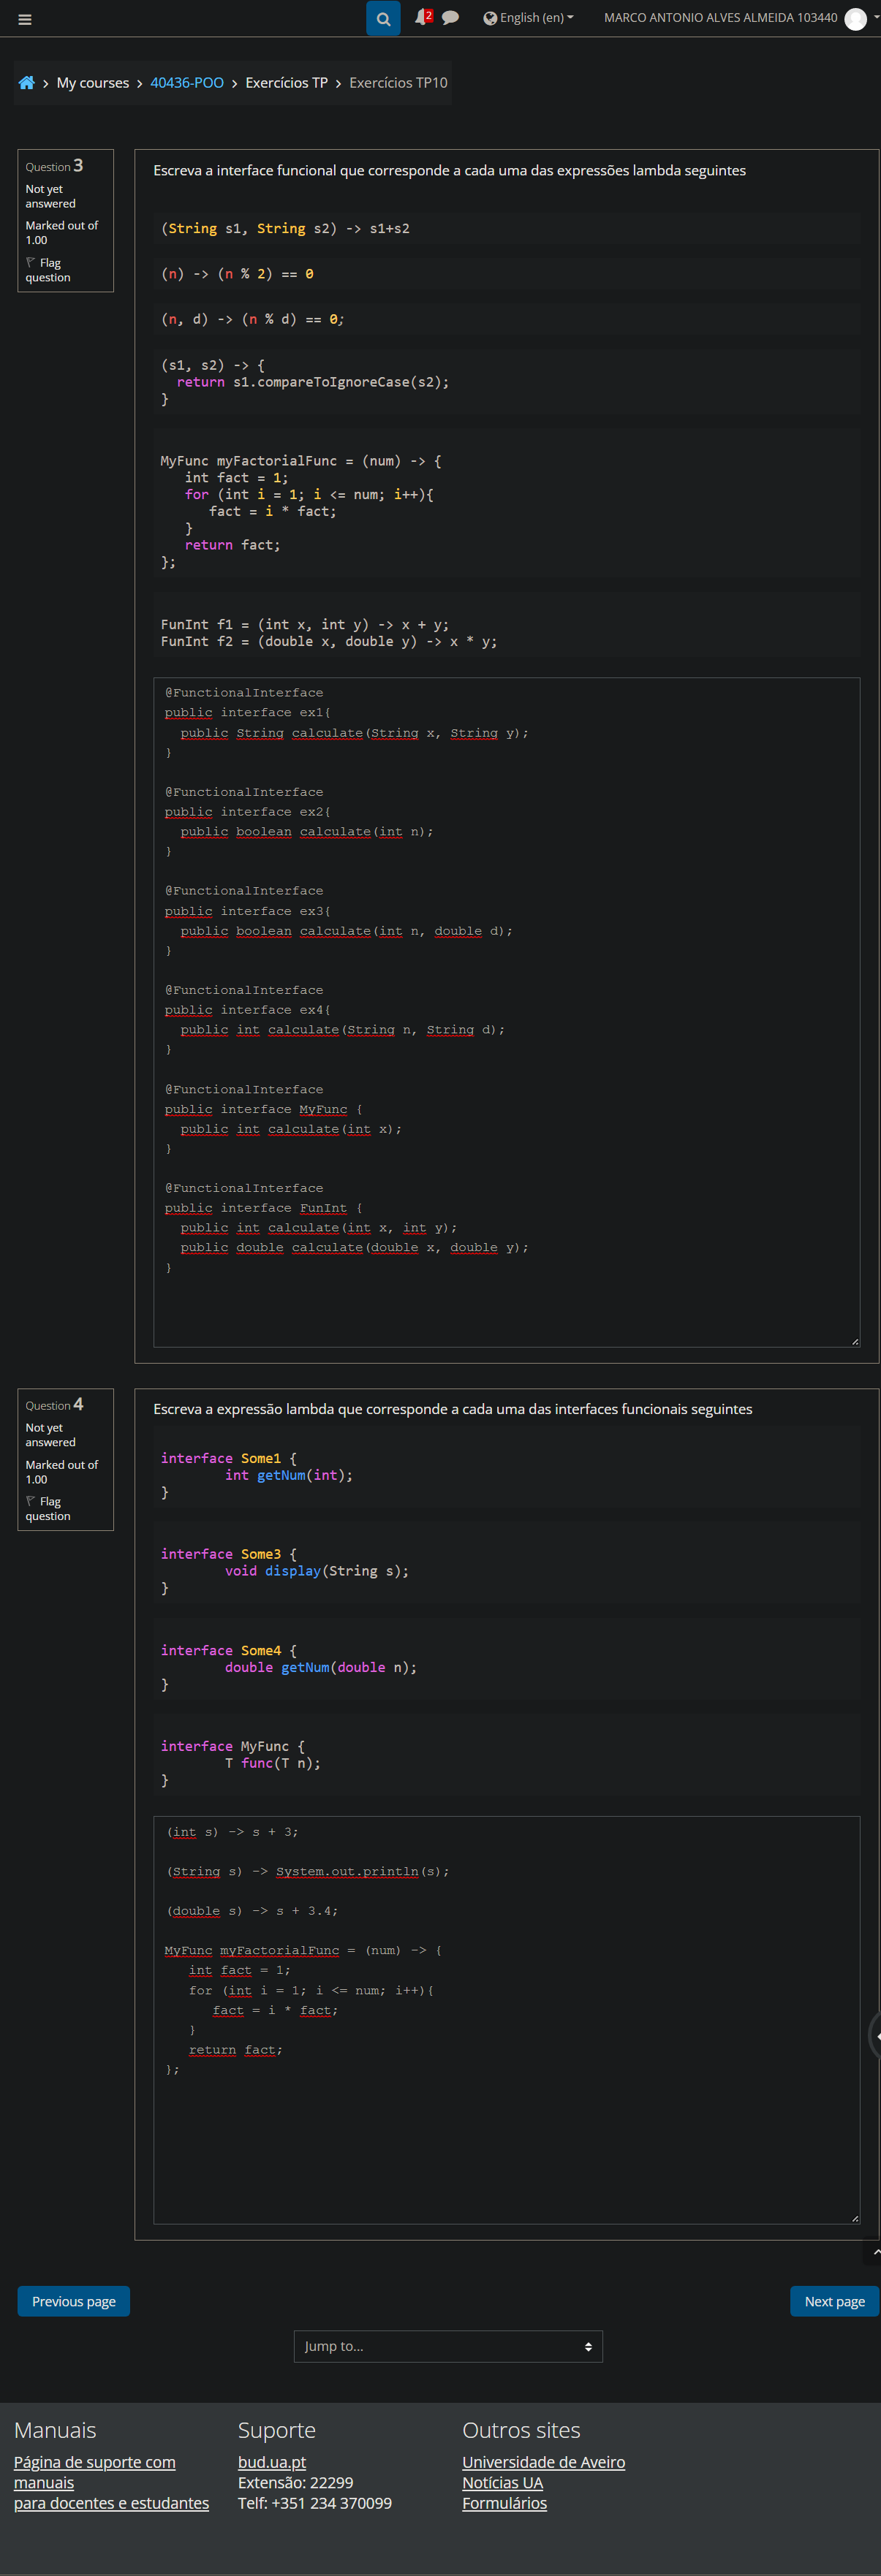 2
English (en)
MARCO ANTONIO ALVES ALMEIDA 103440
My courses > 40436-POO > Exercícios TP > Exercícios TP10
Question 3
Not yet
answered
Marked out of
1.00
Flag
question
Escreva a interface funcional que corresponde a cada uma das expressões lambda seguintes
(String s1, String s2) -> s1+s2
(n) -> (n % 2) == 0
(n, d) -> (n % d) == 0;
(s1, s2) -> {
return s1.compareToIgnoreCase(s2);
}
MyFunc myFactorialFunc = (num) -> {
int fact = 1;
for (int i = 1; i <= num; i++){
fact = i * fact;
}
return fact;
};
FunInt f1 = (int x, int y) -> x + y;
FunInt f2 = (double x, double y) -> x * y;
@FunctionalInterface
public interface ex1{
public String calculate(String x, String y);
}
@FunctionalInterface
public interface ex2{
public boolean calculate(int n);
}
@FunctionalInterface
public interface ex3{
public boolean calculate(int n, double d);
}
@FunctionalInterface
public interface ex4{
public int calculate(String n, String d);
}
@FunctionalInterface
public interface MyFunc {
public int calculate(int x);
}
@FunctionalInterface
public interface FunInt {
public int calculate(int x, int y);
public double calculate(double x, double y);
}
Question 4
Not yet
answered
Marked out of
1.00
Flag
question
Escreva a expressão lambda que corresponde a cada uma das interfaces funcionais seguintes
interface Some1 {
int getNum(int);
}
interface Some3 {
void display(String s);
}
interface Some4 {
double getNum(double n);
}
interface MyFunc {
T func(T n);
}
(int s) -> s + 3;
(String s) -> System.out.println(s);
(double s) -> s + 3.4;
MyFunc myFactorialFunc = (num) -> {
int fact = 1;
for (int i = 1; i <= num; i++){
fact = i * fact;
}
return fact;
};
Previous page
Next page
Jump to...
Manuais
Página de suporte com
manuais
para docentes e estudantes
Suporte
bud.ua.pt
Extensão: 22299
Telf: +351 234 370099
Outros sites
Universidade de Aveiro
Notícias UA
Formulários